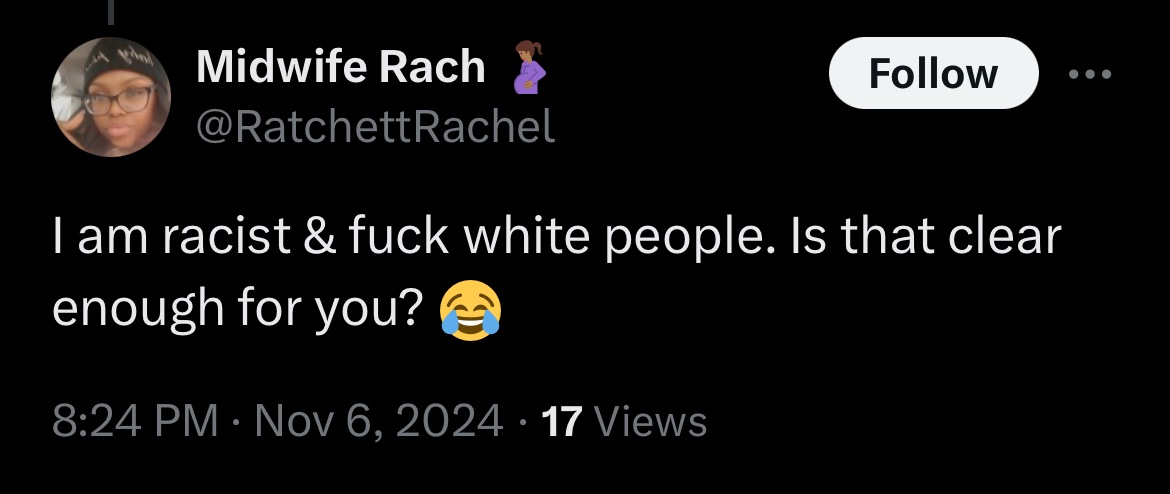 Midwife Rach 🤰🏾
@RatchettRachel
Follow
I am racist & fuck white people. Is that clear
enough for you? 😂
8:24 PM · Nov 6, 2024 · 17 Views